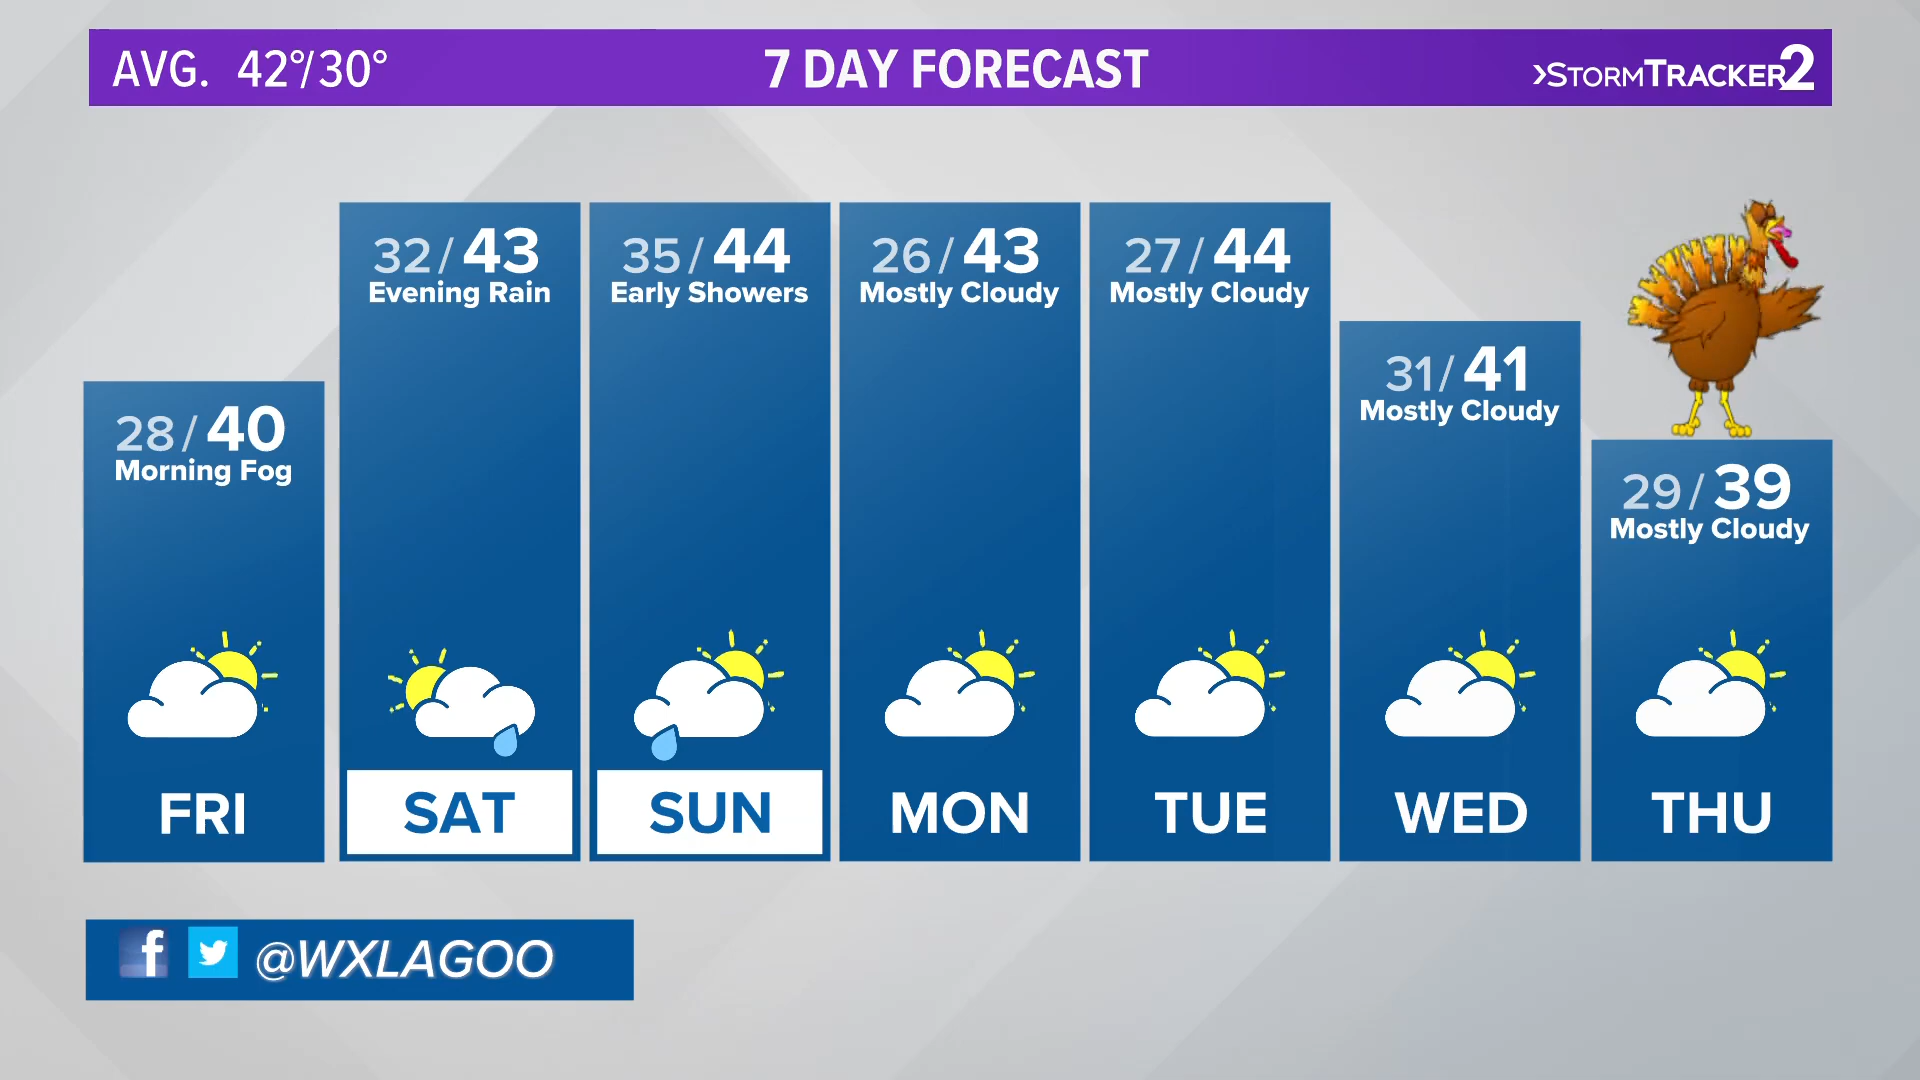 AVG. 42°/30°
7 DAY FORECAST
›STORMTRACKER2
28/40
Morning Fog
FRI
32/43
Evening Rain
SAT
35/44
Early Showers
SUN
26/43
Mostly Cloudy
MON
27/44
Mostly Cloudy
TUE
31/41
Mostly Cloudy
WED
29/39
Mostly Cloudy
THU
f
@WXLAGOO